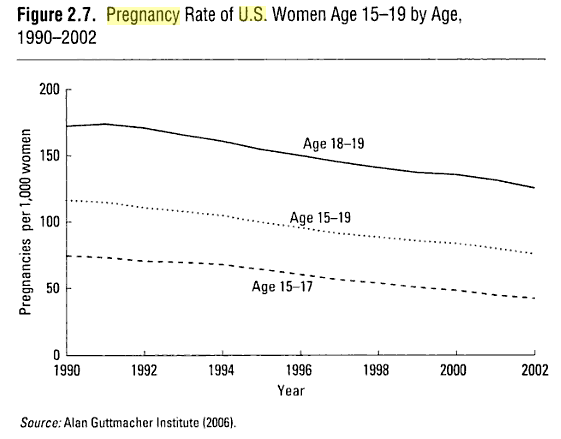 Figure 2.7. Pregnancy Rate of U.S. Women Age 15–19 by Age,
1990–2002
Pregnancies per 1,000 women
200
150
100
50
0
Age 18–19
Age 15–19
Age 15–17
1990 1992 1994 1996 1998 2000 2002
Year
Source: Alan Guttmacher Institute (2006).